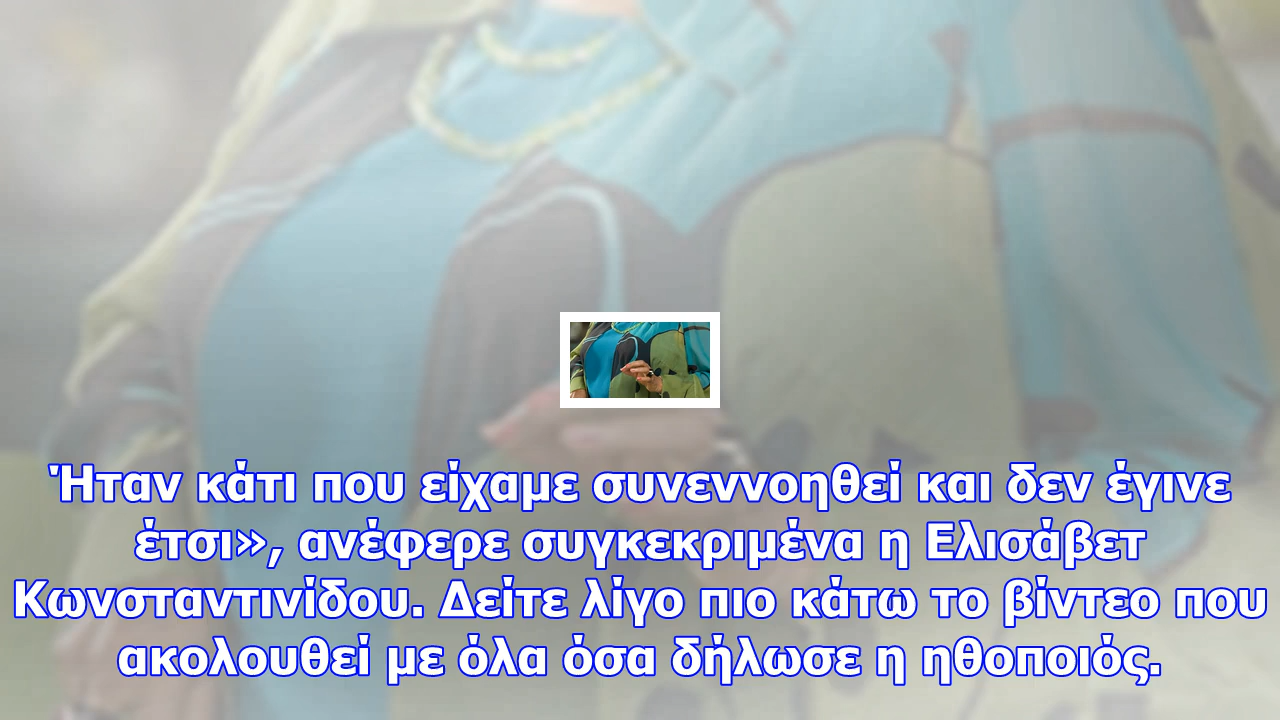 Ήταν κάτι που είχαμε συνεννοηθεί και δεν έγινε
έτσι», ανέφερε συγκεκριμένα η Ελισάβετ
Κωνσταντινίδου. Δείτε λίγο πιο κάτω το βίντεο που
ακολουθεί με όλα όσα δήλωσε η ηθοποιός.